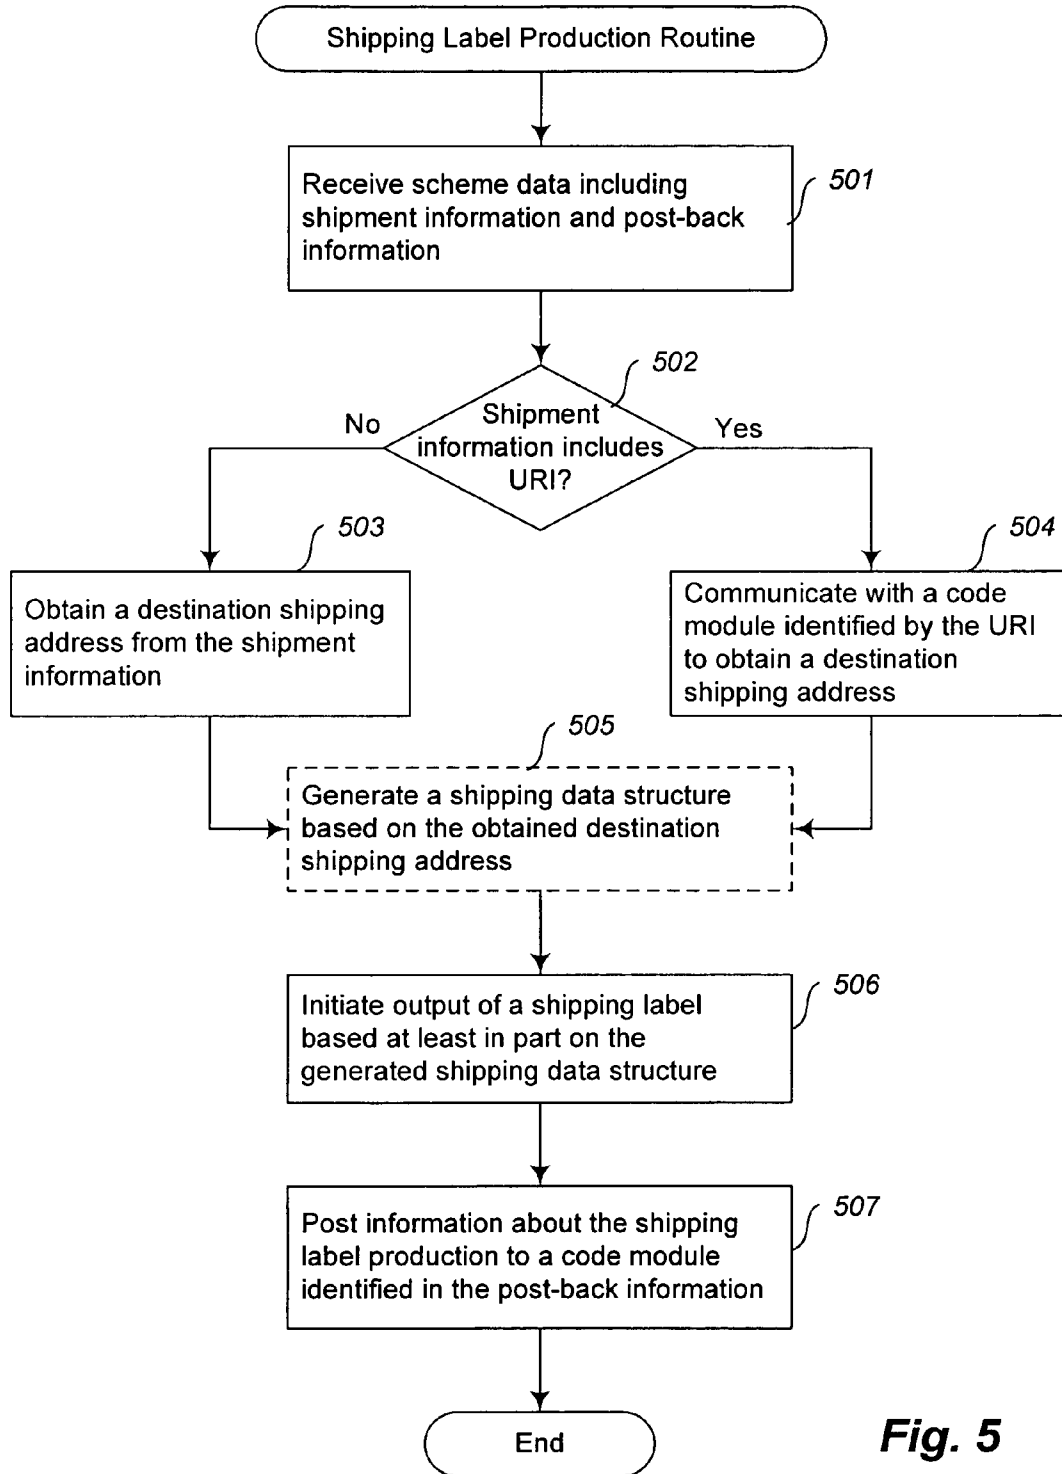 Shipping Label Production Routine
Receive scheme data including
shipment information and post-back
information
501
502
Shipment
information includes
URI?
No
Yes
503
Obtain a destination shipping
address from the shipment
information
504
Communicate with a code
module identified by the URI
to obtain a destination
shipping address
505
Generate a shipping data structure
based on the obtained destination
shipping address
Initiate output of a shipping label
based at least in part on the
generated shipping data structure
506
Post information about the shipping
label production to a code module
identified in the post-back information
507
End
Fig. 5